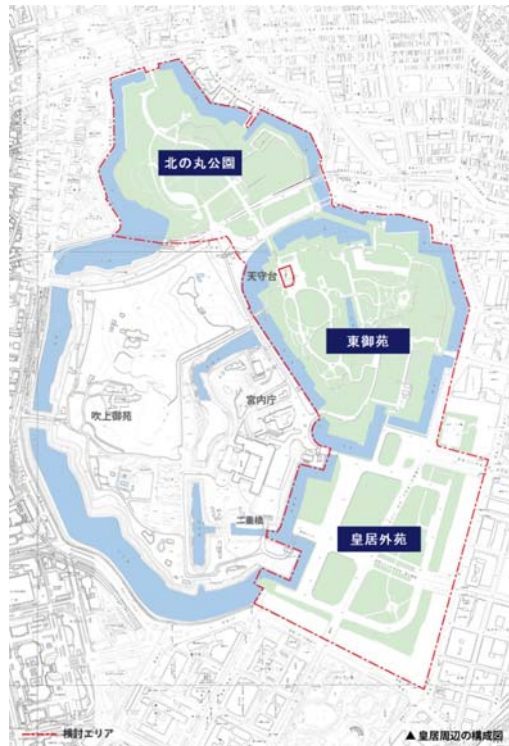 北の丸公園
天守台
東御苑
宮内庁
吹上御苑
二重橋
皇居外苑
検討エリア
▲ 皇居周辺の構成図